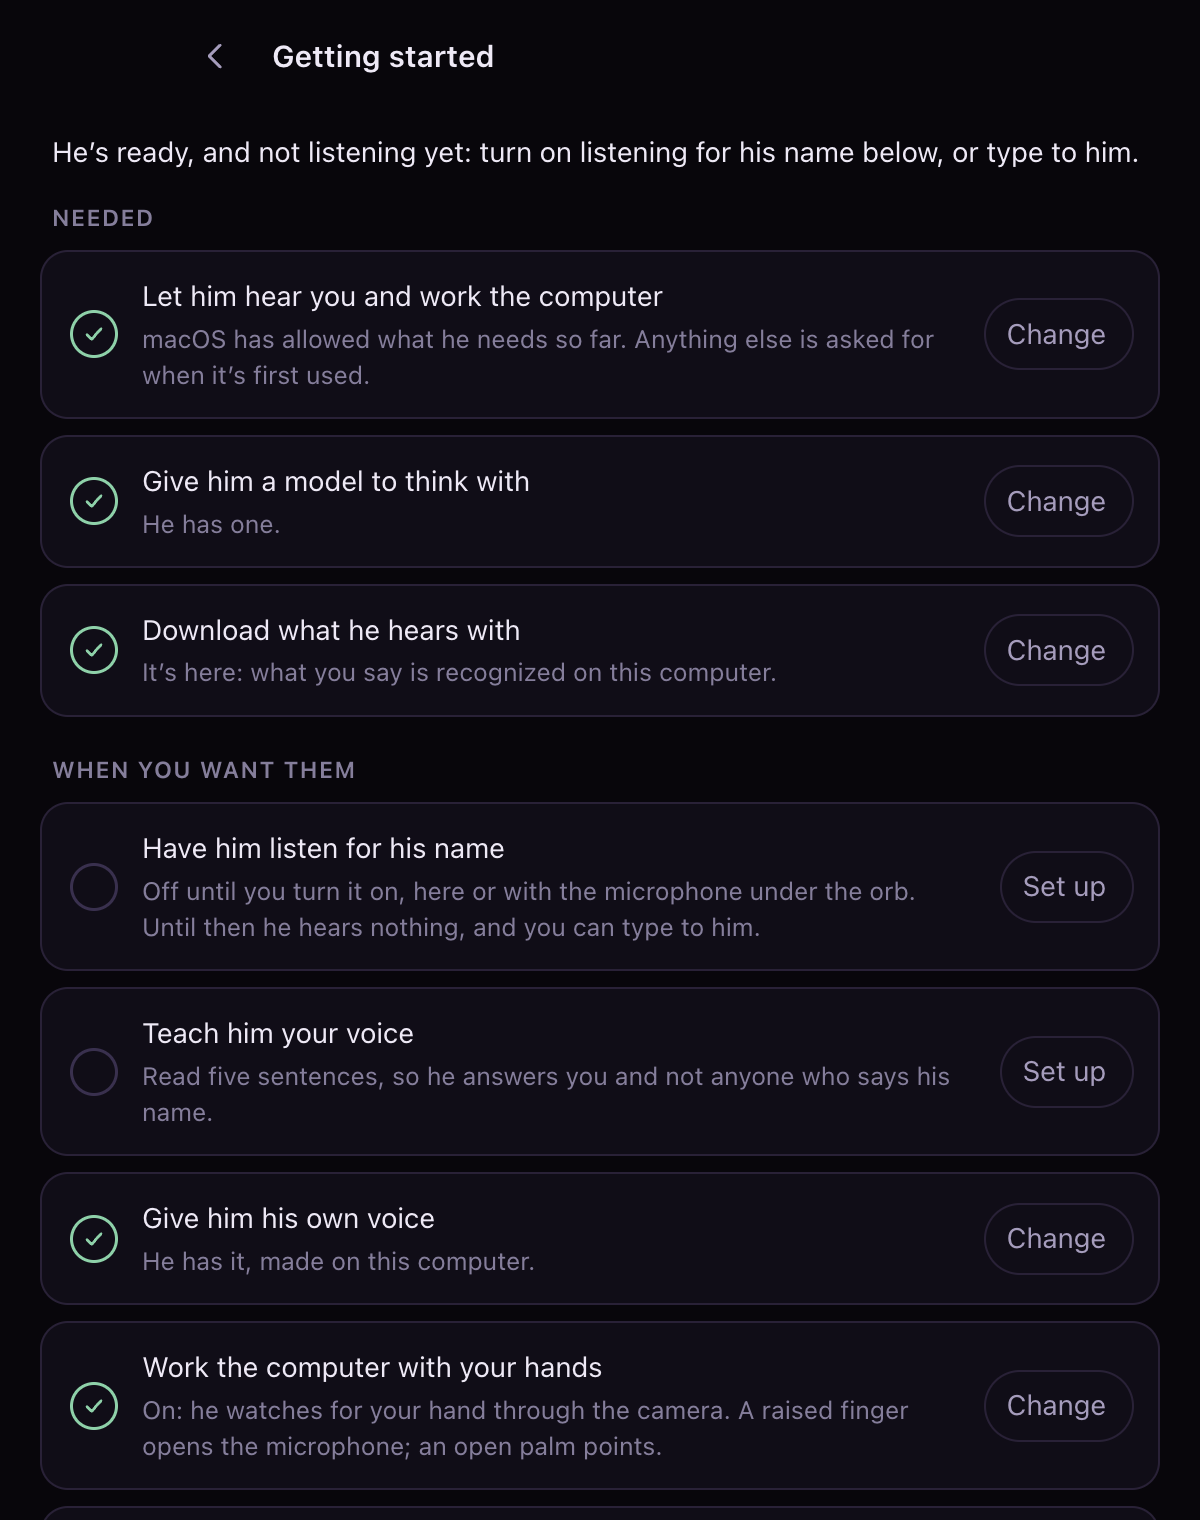 Getting started
He’s ready, and not listening yet: turn on listening for his name below, or type to him.
NEEDED
Let him hear you and work the computer
macOS has allowed what he needs so far. Anything else is asked for
when it’s first used.
Change
Give him a model to think with
He has one.
Change
Download what he hears with
It’s here: what you say is recognized on this computer.
Change
WHEN YOU WANT THEM
Have him listen for his name
Off until you turn it on, here or with the microphone under the orb.
Until then he hears nothing, and you can type to him.
Set up
Teach him your voice
Read five sentences, so he answers you and not anyone who says his
name.
Set up
Give him his own voice
He has it, made on this computer.
Change
Work the computer with your hands
On: he watches for your hand through the camera. A raised finger
opens the microphone; an open palm points.
Change